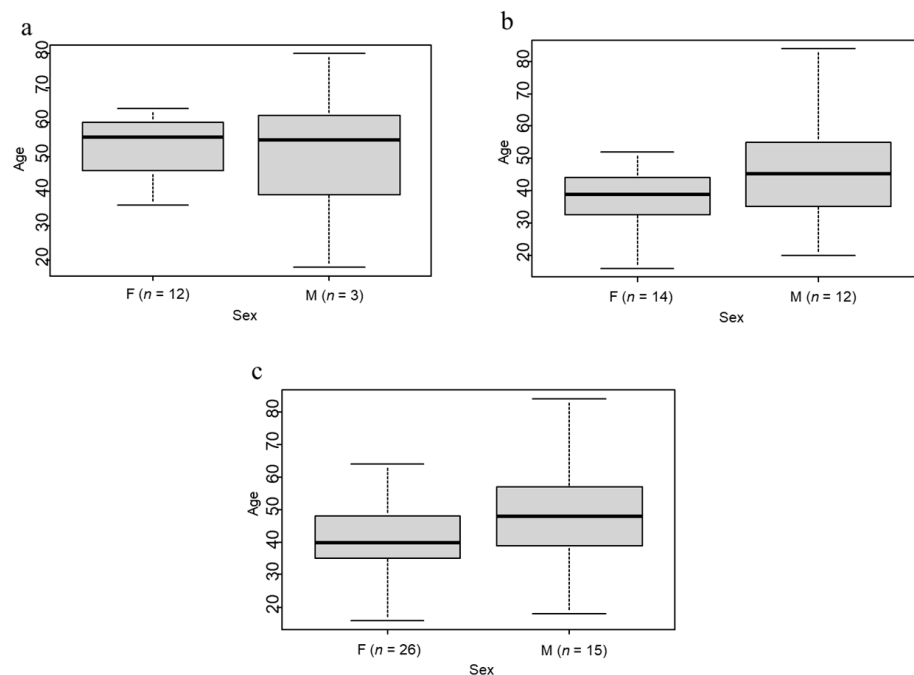 a
80
70
60
50
40
30
20
Age
F (n = 12) M (n = 3)
Sex
b
80
70
60
50
40
30
20
Age
F (n = 14) M (n = 12)
Sex
c
80
70
60
50
40
30
20
Age
F (n = 26) M (n = 15)
Sex